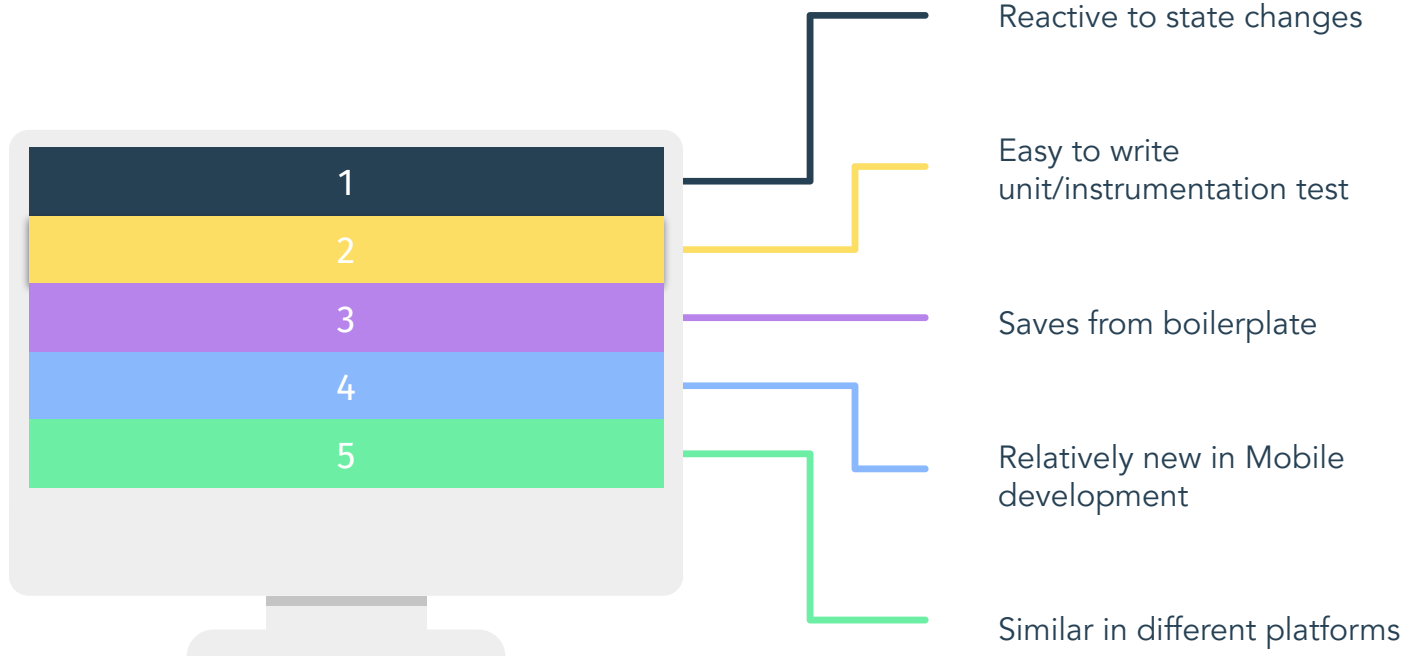 Reactive to state changes
1
Easy to write
unit/instrumentation test
2
Saves from boilerplate
3
Relatively new in Mobile
development
4
Similar in different platforms
5